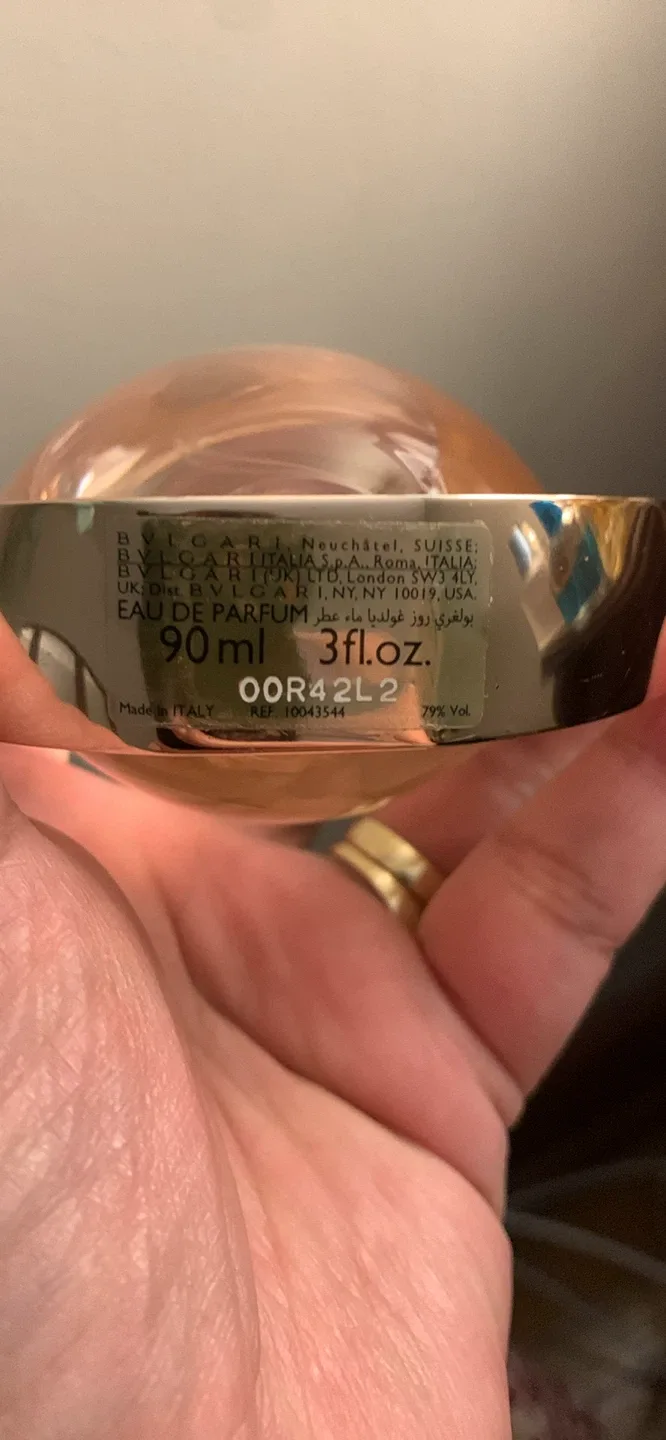 BVLGARI, Neuchâtel, SUISSE;
BVLGARI ITALIA S.p.A., Roma, ITALIA;
BVLGARI (UK) LTD, London SW3 4LY,
UK; Dist. BVLGARI, NY, NY 10019, USA.
EAU DE PARFUM بولغري روز غولديا ماء عطر
90 ml 3fl.oz.
00R42L2
Made in ITALY REF. 10043544 79% Vol.